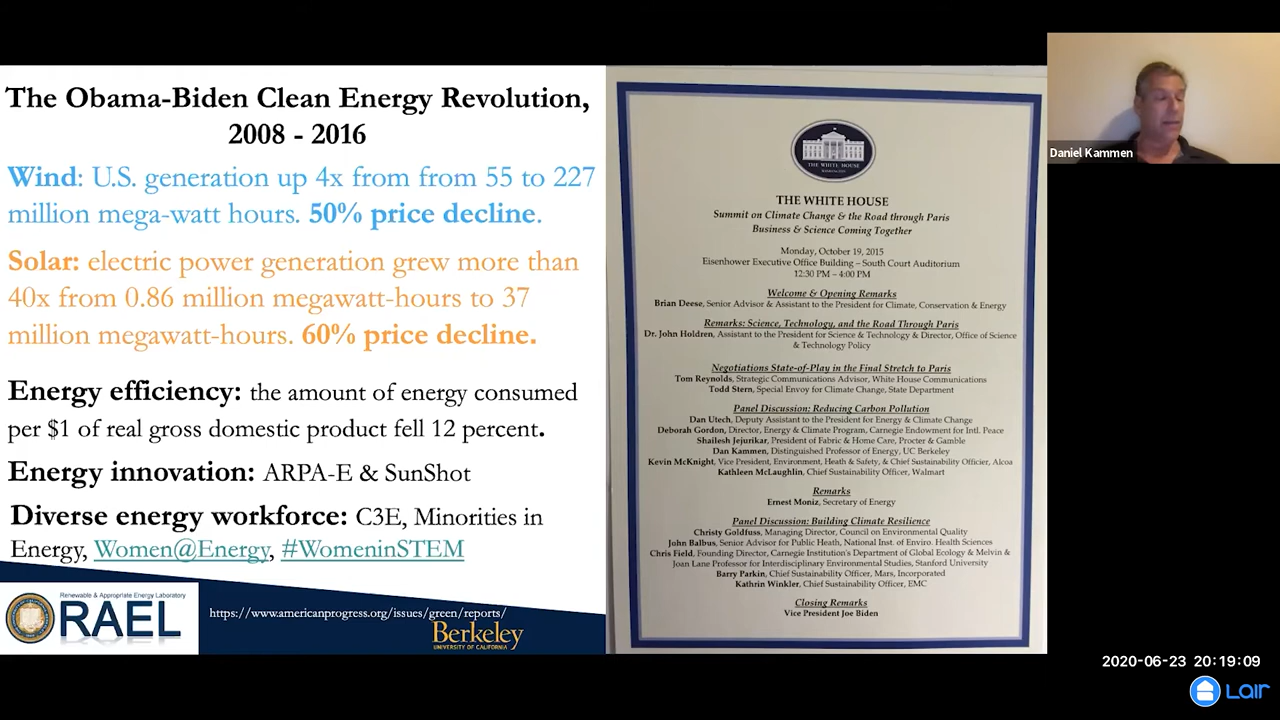 The Obama-Biden Clean Energy Revolution,
2008 - 2016
Wind: U.S. generation up 4x from from 55 to 227
million mega-watt hours. 50% price decline.
Solar: electric power generation grew more than
40x from 0.86 million megawatt-hours to 37
million megawatt-hours. 60% price decline.
Energy efficiency: the amount of energy consumed
per $1 of real gross domestic product fell 12 percent.
Energy innovation: ARPA-E & SunShot
Diverse energy workforce: C3E, Minorities in
Energy, Women@Energy, #WomeninSTEM
Renewable & Appropriate Energy Laboratory
RAEL
https://www.americanprogress.org/issues/green/reports/
Berkeley
UNIVERSITY OF CALIFORNIA
THE WHITE HOUSE
WASHINGTON
THE WHITE HOUSE
Summit on Climate Change & the Road through Paris
Business & Science Coming Together
Monday, October 19, 2015
Eisenhower Executive Office Building – South Court Auditorium
12:30 PM – 4:00 PM
Welcome & Opening Remarks
Brian Deese, Senior Advisor & Assistant to the President for Climate, Conservation & Energy
Remarks: Science, Technology, and the Road Through Paris
Dr. John Holdren, Assistant to the President for Science & Technology & Director, Office of Science
& Technology Policy
Negotiations State-of-Play in the Final Stretch to Paris
Tom Reynolds, Strategic Communications Advisor, White House Communications
Todd Stern, Special Envoy for Climate Change, State Department
Panel Discussion: Reducing Carbon Pollution
Dan Utech, Deputy Assistant to the President for Energy & Climate Change
Deborah Gordon, Director, Energy & Climate Program, Carnegie Endowment for Intl. Peace
Shailesh Jejurikar, President of Fabric & Home Care, Procter & Gamble
Dan Kammen, Distinguished Professor of Energy, UC Berkeley
Kevin McKnight, Vice President, Environment, Heath & Safety, & Chief Sustainability Officier, Alcoa
Kathleen McLaughlin, Chief Sustainability Officer, Walmart
Remarks
Ernest Moniz, Secretary of Energy
Panel Discussion: Building Climate Resilience
Christy Goldfuss, Managing Director, Council on Environmental Quality
John Balbus, Senior Advisor for Public Heath, National Inst. of Enviro. Health Sciences
Chris Field, Founding Director, Carnegie Institution's Department of Global Ecology & Melvin &
Joan Lane Professor for Interdisciplinary Environmental Studies, Stanford University
Barry Parkin, Chief Sustainability Officer, Mars, Incorporated
Kathrin Winkler, Chief Sustainability Officer, EMC
Closing Remarks
Vice President Joe Biden
Daniel Kammen
2020-06-23 20:19:09
LAIR